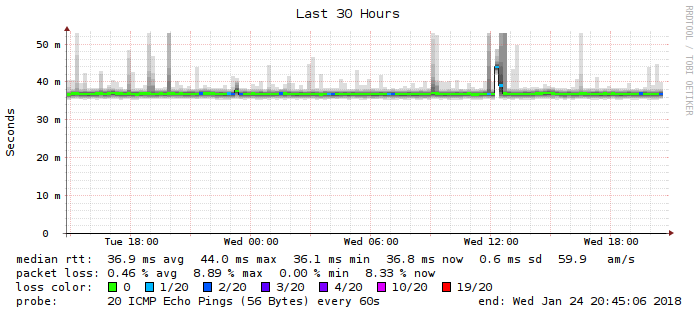 Last 30 Hours
RRDTOOL / TOBI OETIKER
Seconds
50 m
40 m
30 m
20 m
10 m
0
Tue 18:00 Wed 00:00 Wed 06:00 Wed 12:00 Wed 18:00
median rtt: 36.9 ms avg 44.0 ms max 36.1 ms min 36.8 ms now 0.6 ms sd 59.9 am/s
packet loss: 0.46 % avg 8.89 % max 0.00 % min 8.33 % now
loss color: 0 1/20 2/20 3/20 4/20 10/20 19/20
probe: 20 ICMP Echo Pings (56 Bytes) every 60s end: Wed Jan 24 20:45:06 2018